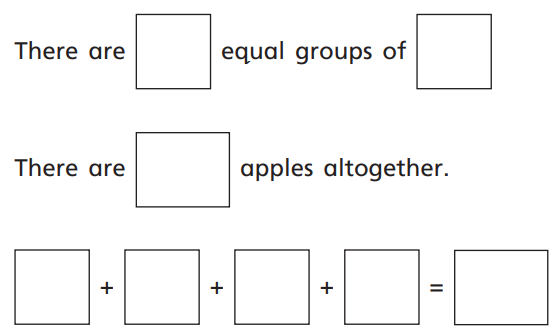 There are equal groups of
There are apples altogether.
+ + + =